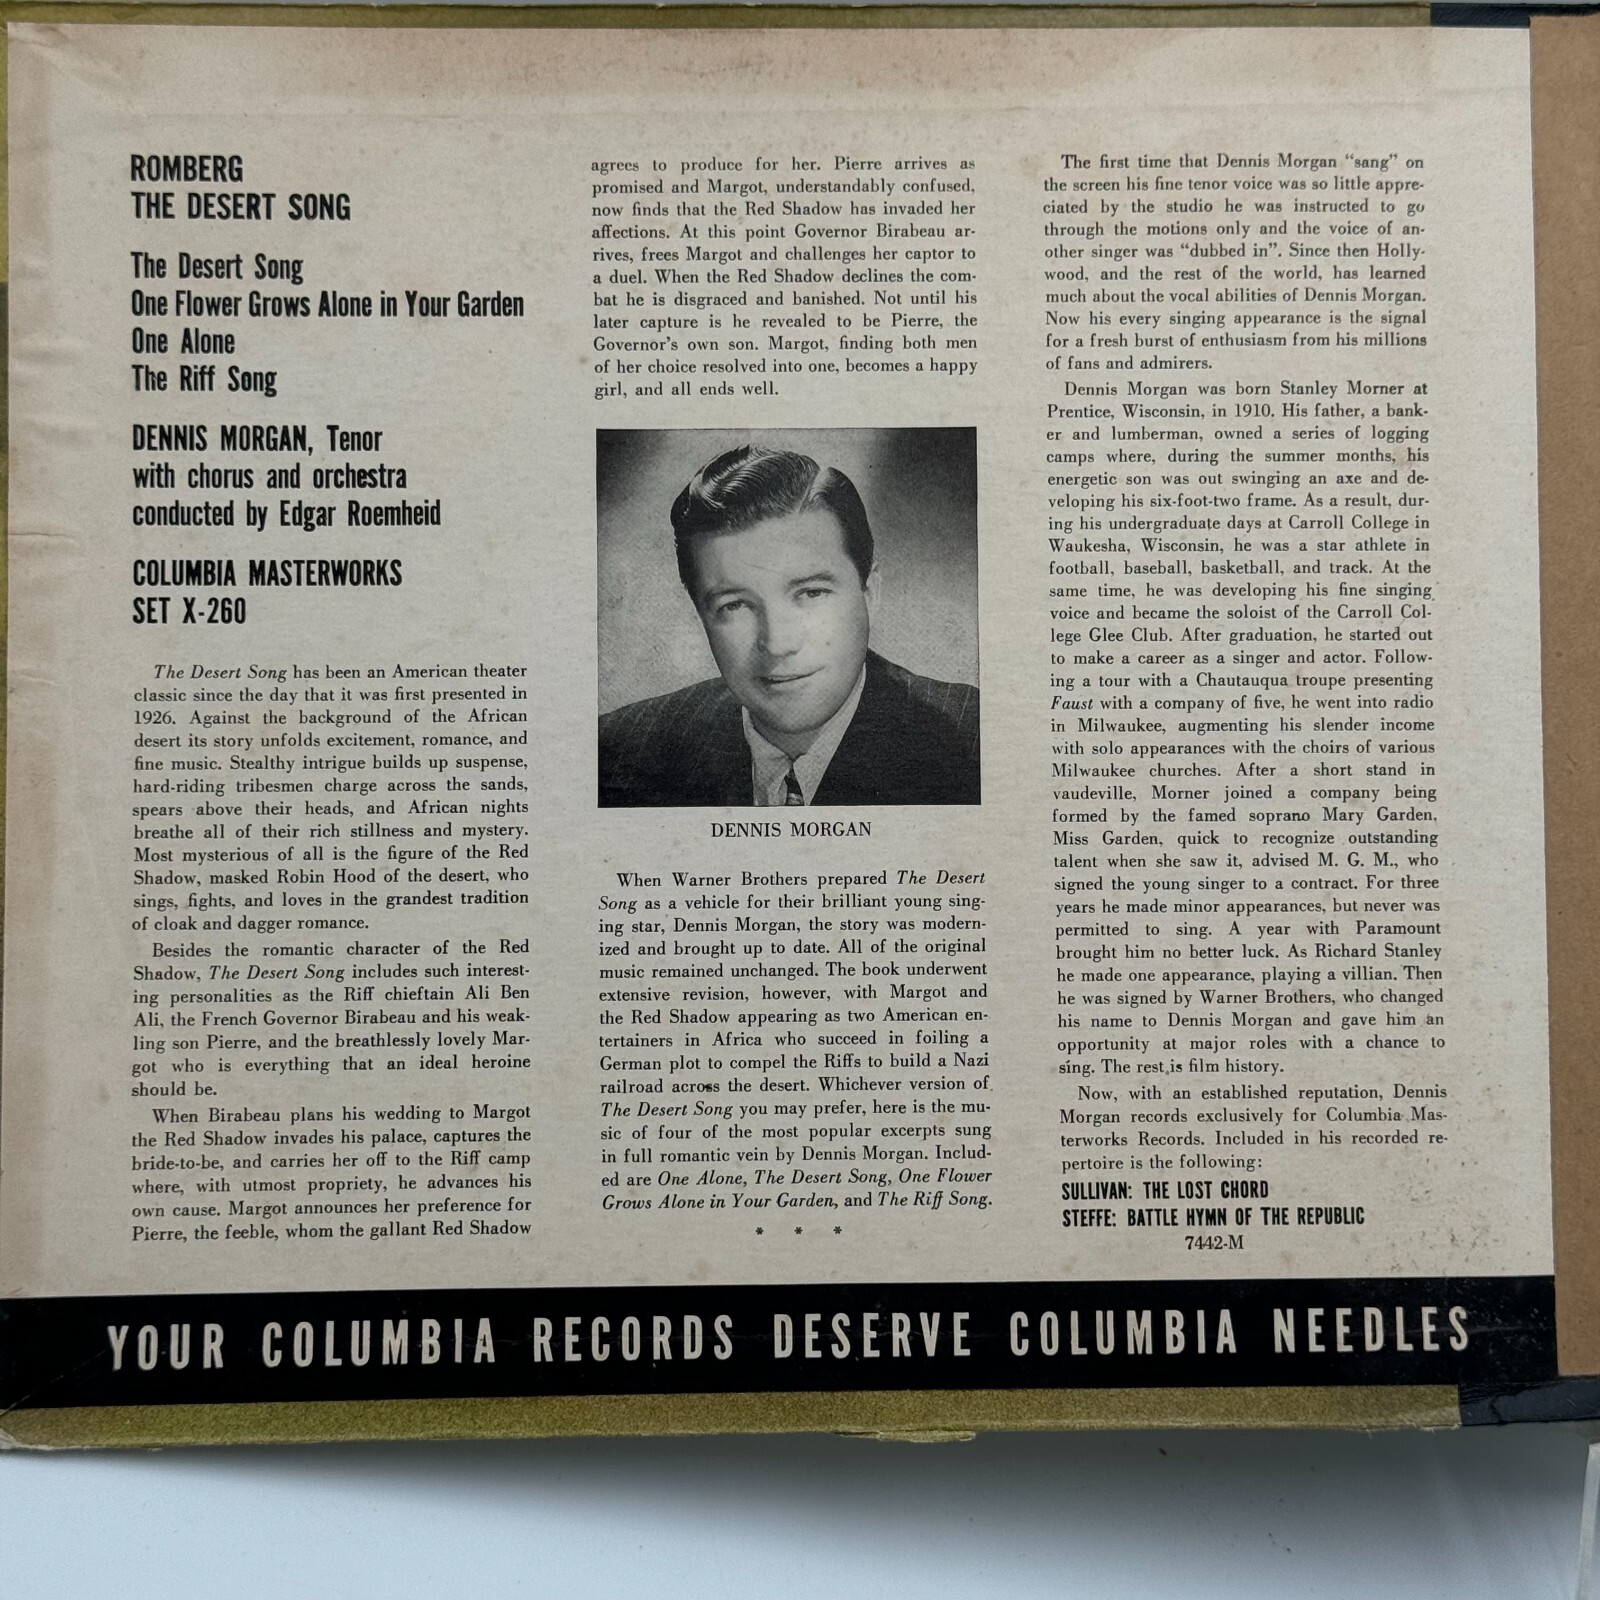 ROMBERG
THE DESERT SONG
The Desert Song
One Flower Grows Alone in Your Garden
One Alone
The Riff Song
DENNIS MORGAN, Tenor
with chorus and orchestra
conducted by Edgar Roemheid
COLUMBIA MASTERWORKS
SET X-260
The Desert Song has been an American theater
classic since the day that it was first presented in
1926. Against the background of the African
desert its story unfolds excitement, romance, and
fine music. Stealthy intrigue builds up suspense,
hard-riding tribesmen charge across the sands,
spears above their heads, and African nights
breathe all of their rich stillness and mystery.
Most mysterious of all is the figure of the Red
Shadow, masked Robin Hood of the desert, who
sings, fights, and loves in the grandest tradition
of cloak and dagger romance.
Besides the romantic character of the Red
Shadow, The Desert Song includes such interest-
ing personalities as the Riff chieftain Ali Ben
Ali, the French Governor Birabeau and his weak-
ling son Pierre, and the breathlessly lovely Mar-
got who is everything that an ideal heroine
should be.
When Birabeau plans his wedding to Margot
the Red Shadow invades his palace, captures the
bride-to-be, and carries her off to the Riff camp
where, with utmost propriety, he advances his
own cause. Margot announces her preference for
Pierre, the feeble, whom the gallant Red Shadow
agrees to produce for her. Pierre arrives as
promised and Margot, understandably confused,
now finds that the Red Shadow has invaded her
affections. At this point Governor Birabeau ar-
rives, frees Margot and challenges her captor to
a duel. When the Red Shadow declines the com-
bat he is disgraced and banished. Not until his
later capture is he revealed to be Pierre, the
Governor's own son. Margot, finding both men
of her choice resolved into one, becomes a happy
girl, and all ends well.
DENNIS MORGAN
When Warner Brothers prepared The Desert
Song as a vehicle for their brilliant young sing-
ing star, Dennis Morgan, the story was modern-
ized and brought up to date. All of the original
music remained unchanged. The book underwent
extensive revision, however, with Margot and
the Red Shadow appearing as two American en-
tertainers in Africa who succeed in foiling a
German plot to compel the Riffs to build a Nazi
railroad across the desert. Whichever version of
The Desert Song you may prefer, here is the mu-
sic of four of the most popular excerpts sung
in full romantic vein by Dennis Morgan. Includ-
ed are One Alone, The Desert Song, One Flower
Grows Alone in Your Garden, and The Riff Song.
* * *
The first time that Dennis Morgan "sang" on
the screen his fine tenor voice was so little appre-
ciated by the studio he was instructed to go
through the motions only and the voice of an-
other singer was "dubbed in". Since then Holly-
wood, and the rest of the world, has learned
much about the vocal abilities of Dennis Morgan.
Now his every singing appearance is the signal
for a fresh burst of enthusiasm from his millions
of fans and admirers.
Dennis Morgan was born Stanley Morner at
Prentice, Wisconsin, in 1910. His father, a bank-
er and lumberman, owned a series of logging
camps where, during the summer months, his
energetic son was out swinging an axe and de-
veloping his six-foot-two frame. As a result, dur-
ing his undergraduate days at Carroll College in
Waukesha, Wisconsin, he was a star athlete in
football, baseball, basketball, and track. At the
same time, he was developing his fine singing
voice and became the soloist of the Carroll Col-
lege Glee Club. After graduation, he started out
to make a career as a singer and actor. Follow-
ing a tour with a Chautauqua troupe presenting
Faust with a company of five, he went into radio
in Milwaukee, augmenting his slender income
with solo appearances with the choirs of various
Milwaukee churches. After a short stand in
vaudeville, Morner joined a company being
formed by the famed soprano Mary Garden.
Miss Garden, quick to recognize outstanding
talent when she saw it, advised M. G. M., who
signed the young singer to a contract. For three
years he made minor appearances, but never was
permitted to sing. A year with Paramount
brought him no better luck. As Richard Stanley
he made one appearance, playing a villian. Then
he was signed by Warner Brothers, who changed
his name to Dennis Morgan and gave him an
opportunity at major roles with a chance to
sing. The rest is film history.
Now, with an established reputation, Dennis
Morgan records exclusively for Columbia Mas-
terworks Records. Included in his recorded re-
pertoire is the following:
SULLIVAN: THE LOST CHORD
STEFFE: BATTLE HYMN OF THE REPUBLIC
7442-M
YOUR COLUMBIA RECORDS DESERVE COLUMBIA NEEDLES